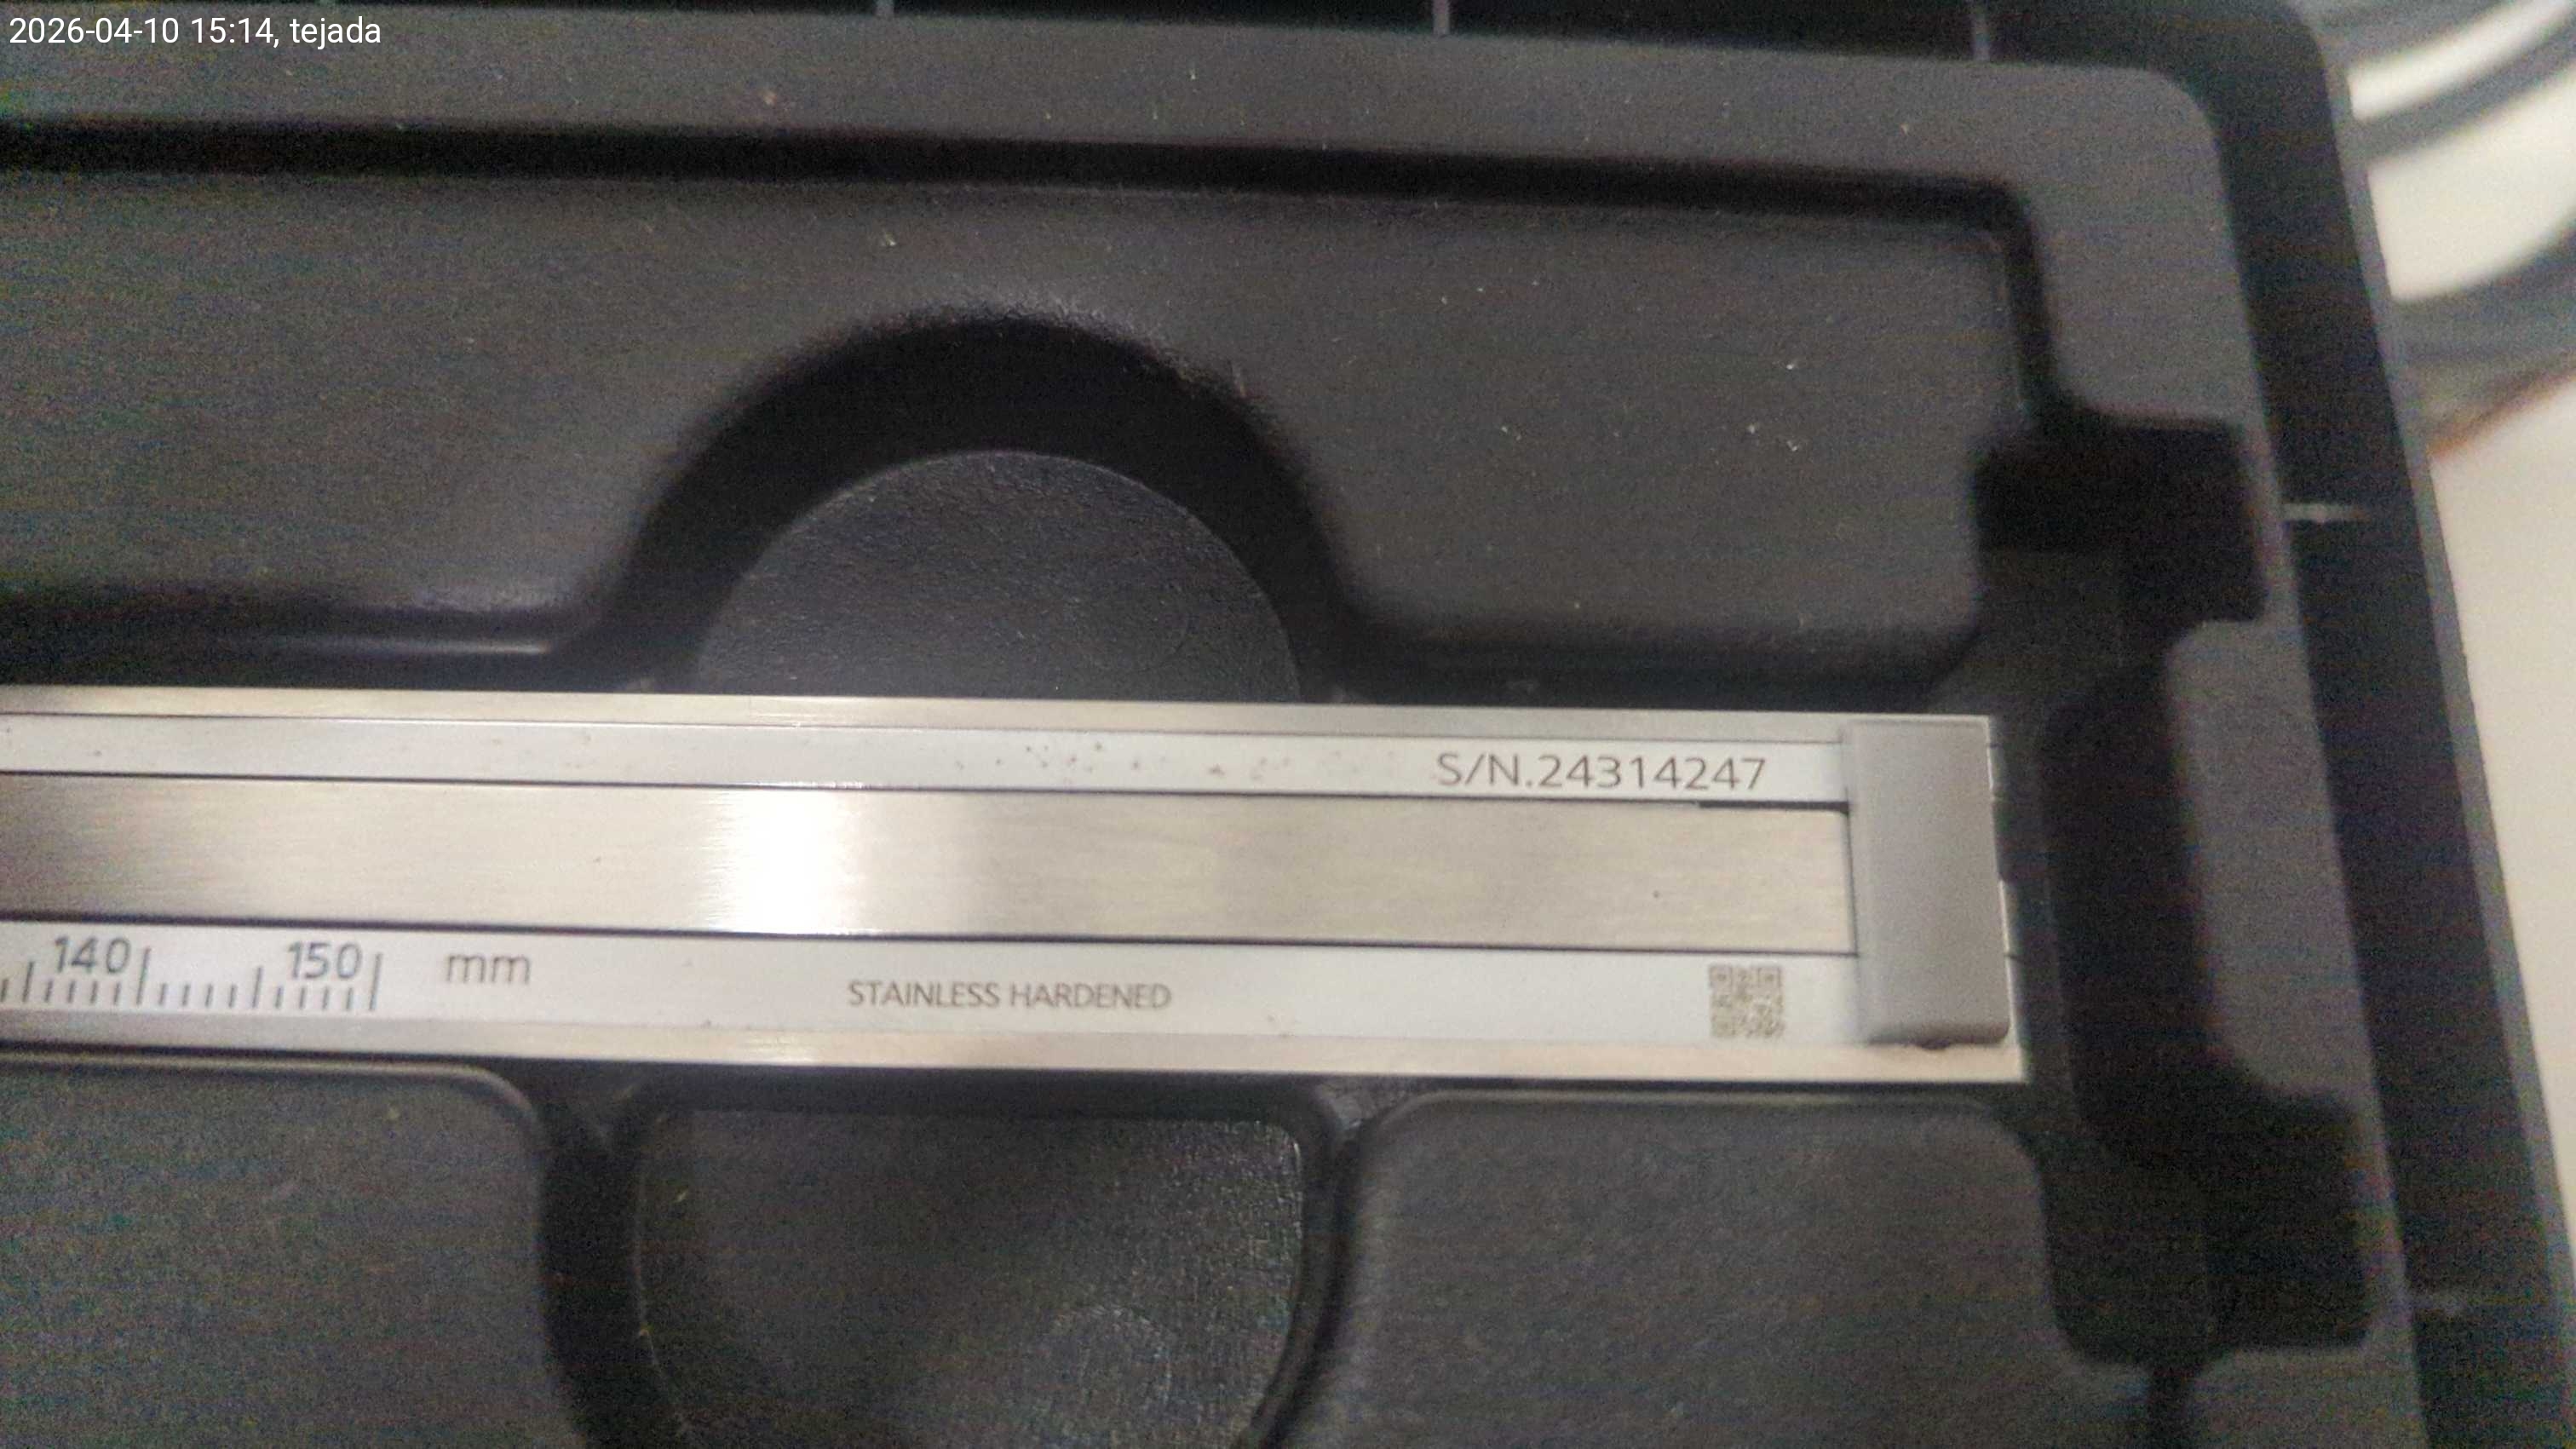 2026-04-10 15:14, tejada
S/N.24314247
140 150 mm
STAINLESS HARDENED